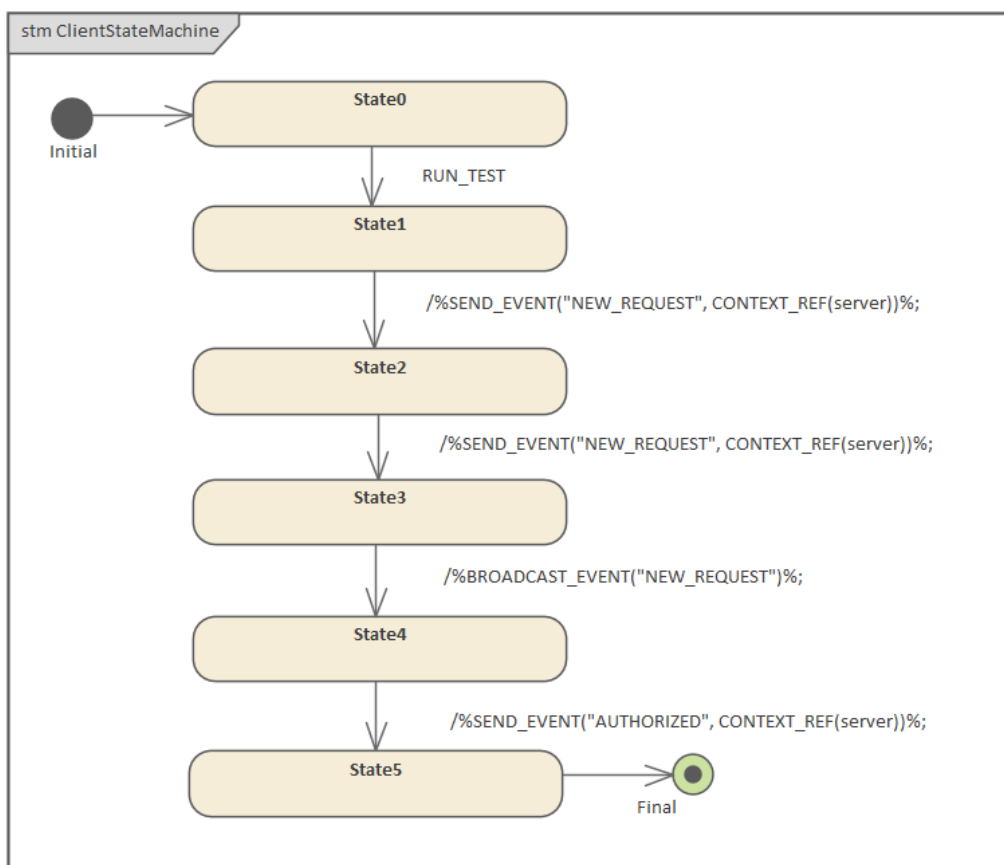 stm ClientStateMachine
State0
Initial
RUN_TEST
State1
/%SEND_EVENT("NEW_REQUEST", CONTEXT_REF(server))%;
State2
/%SEND_EVENT("NEW_REQUEST", CONTEXT_REF(server))%;
State3
/%BROADCAST_EVENT("NEW_REQUEST")%;
State4
/%SEND_EVENT("AUTHORIZED", CONTEXT_REF(server))%;
State5
Final